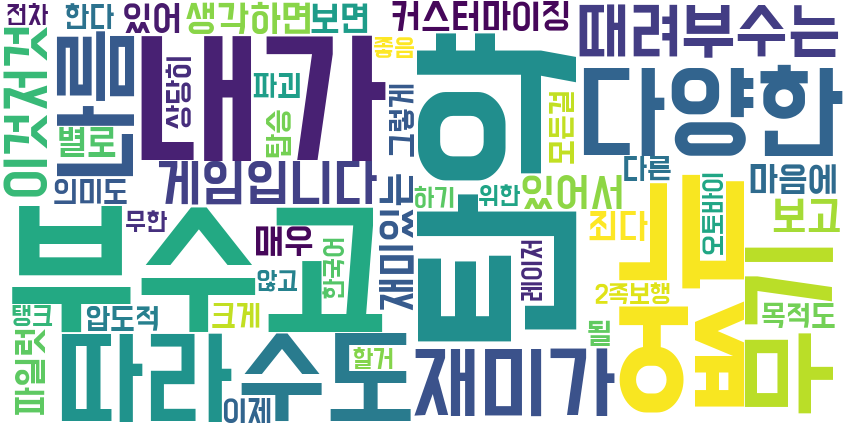 전차
한다
있어
생각하면
보면
커스터마이징
때려부수는
이것저것
내가
상당히
파괴
탑승
좋음
그렇게
모든걸
다양한
별로
의미도
게임입니다
재미있는
하기
위한
있어서
다른
마음에
무한
부수고
매우
않고
한국어
레이저
죈다
오토바이
보고
2족보행
목적도
탱크
압도적
크게
파일럿
따라
수도
이제
할거
재미가
될